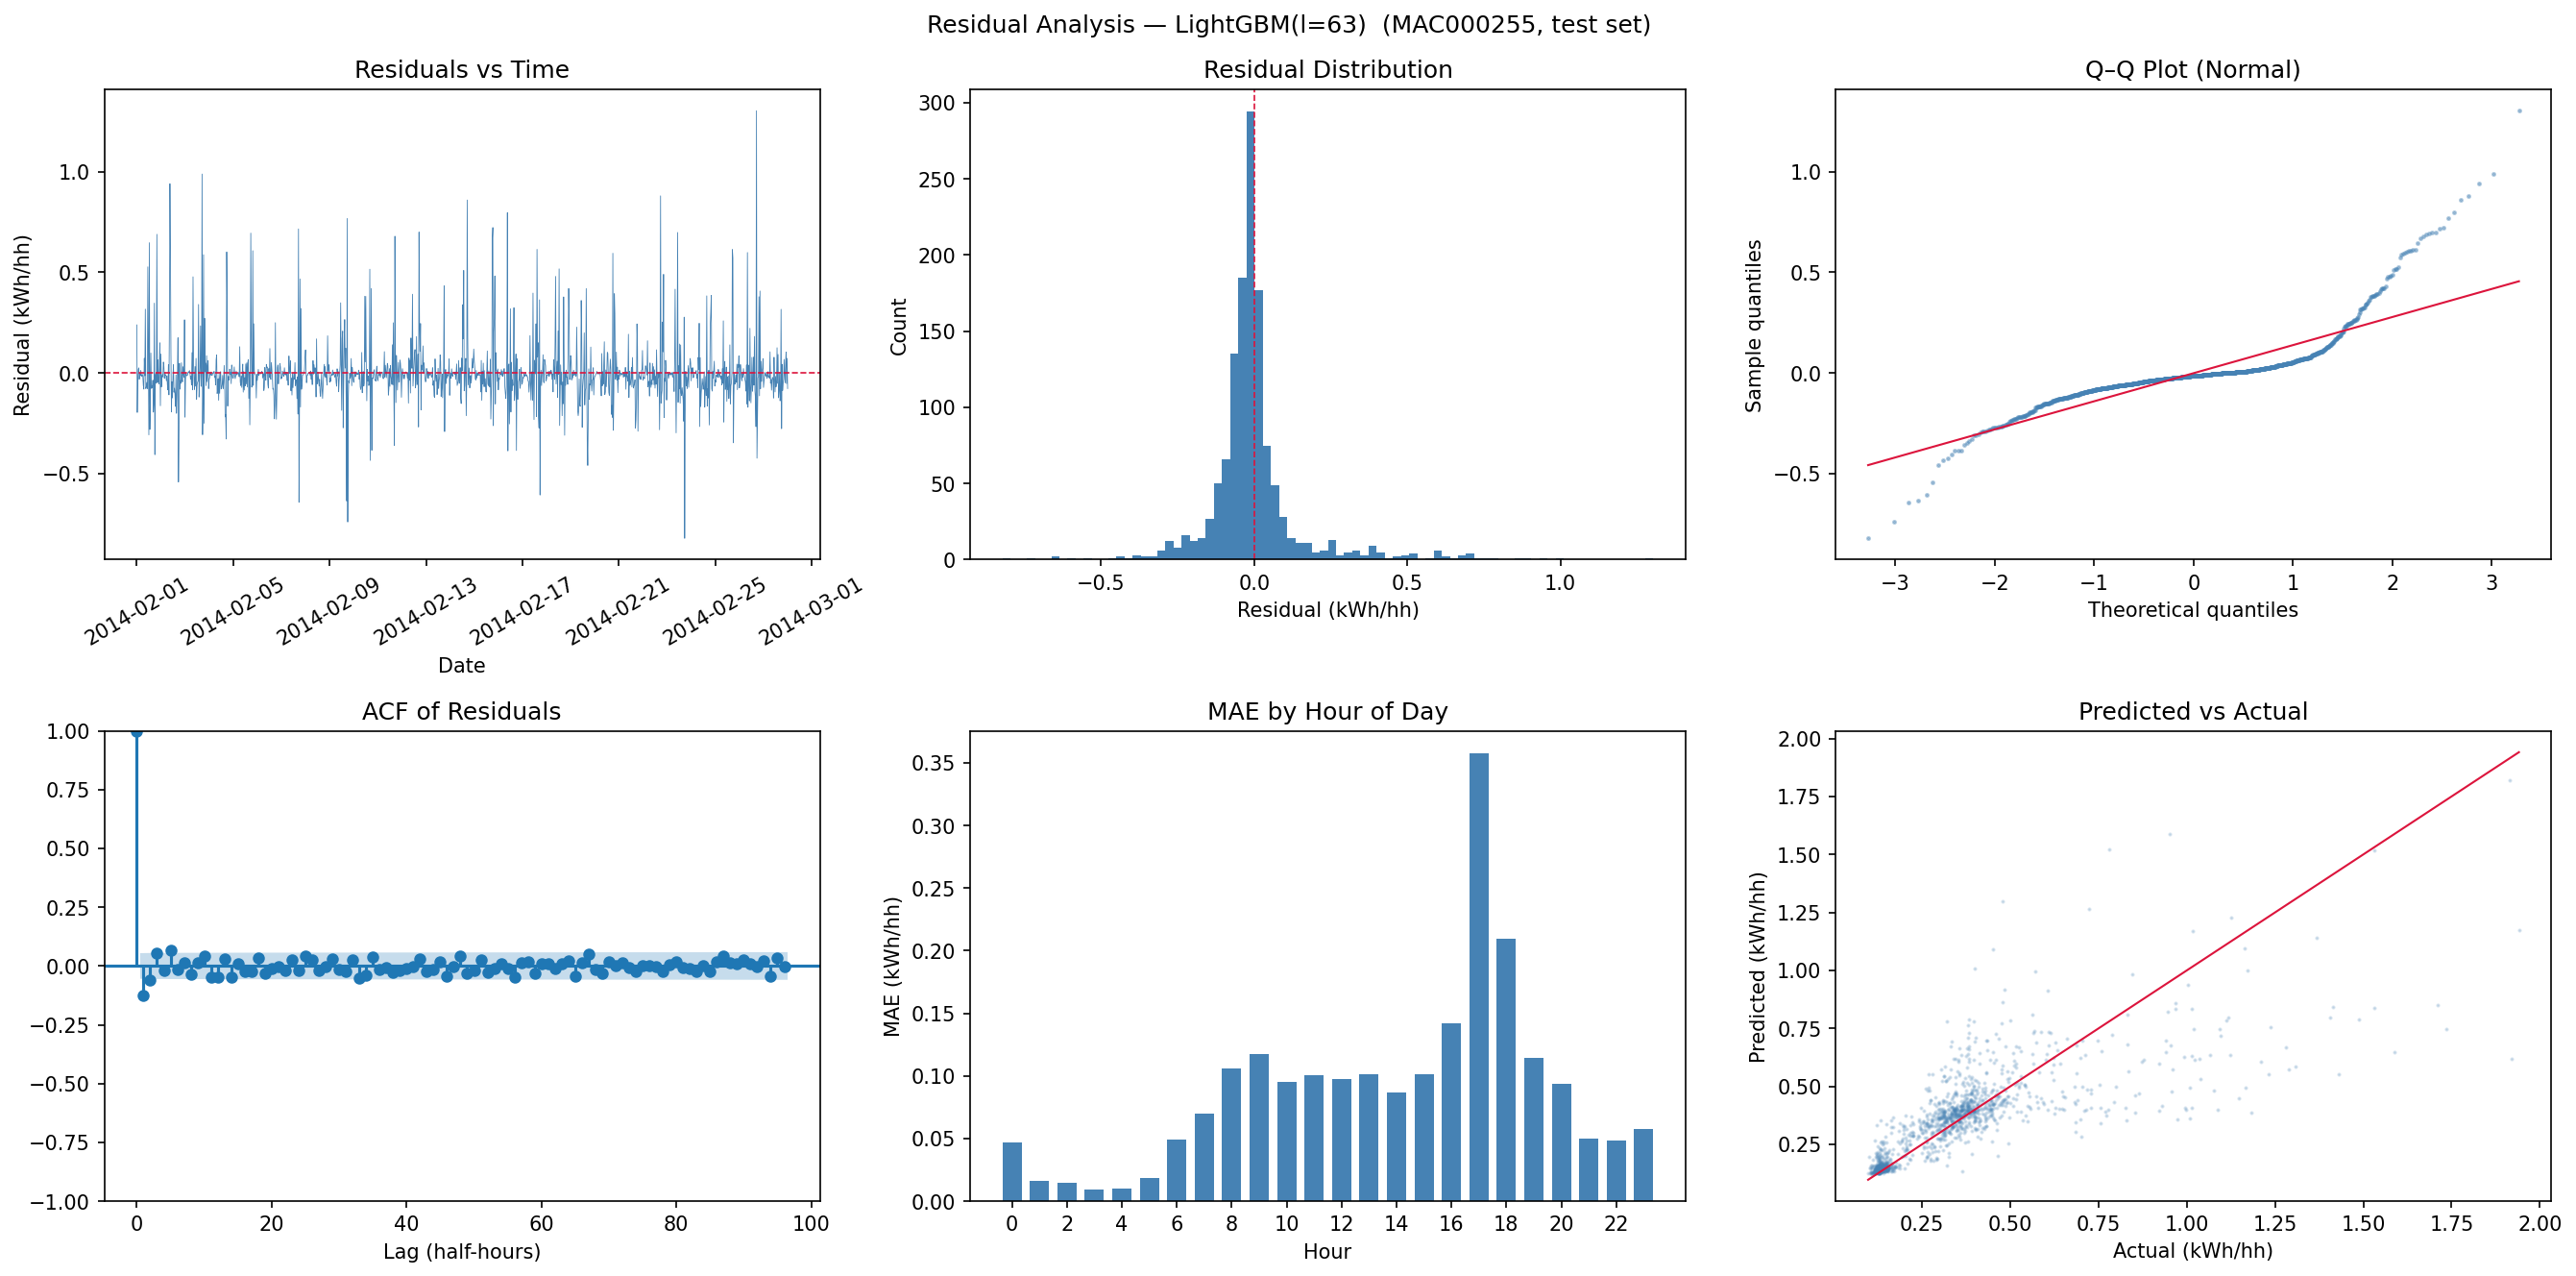 Residual Analysis — LightGBM(l=63)  (MAC000255, test set)
Residuals vs Time
Residual (kWh/hh)
1.0
0.5
0.0
−0.5
2014-02-01 2014-02-05 2014-02-09 2014-02-13 2014-02-17 2014-02-21 2014-02-25 2014-03-01
Date
Residual Distribution
Count
300
250
200
150
100
50
0
−0.5 0.0 0.5 1.0
Residual (kWh/hh)
Q–Q Plot (Normal)
Sample quantiles
1.0
0.5
0.0
−0.5
−3 −2 −1 0 1 2 3
Theoretical quantiles
ACF of Residuals
1.00
0.75
0.50
0.25
0.00
−0.25
−0.50
−0.75
−1.00
0 20 40 60 80 100
Lag (half-hours)
MAE by Hour of Day
MAE (kWh/hh)
0.35
0.30
0.25
0.20
0.15
0.10
0.05
0.00
0 2 4 6 8 10 12 14 16 18 20 22
Hour
Predicted vs Actual
Predicted (kWh/hh)
2.00
1.75
1.50
1.25
1.00
0.75
0.50
0.25
0.25 0.50 0.75 1.00 1.25 1.50 1.75 2.00
Actual (kWh/hh)